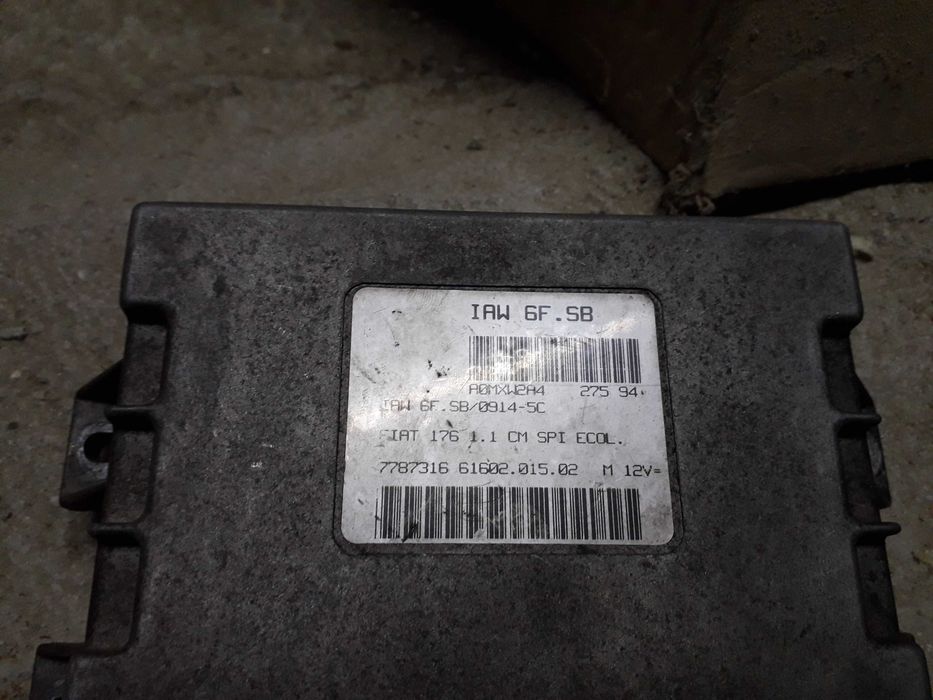 IAW 6F.SB
A0MXW2A4 275 94
IAW 6F.SB/0914-5C
FIAT 176 1.1 CM SPI ECOL.
7787316 61602.015.02 M 12V=